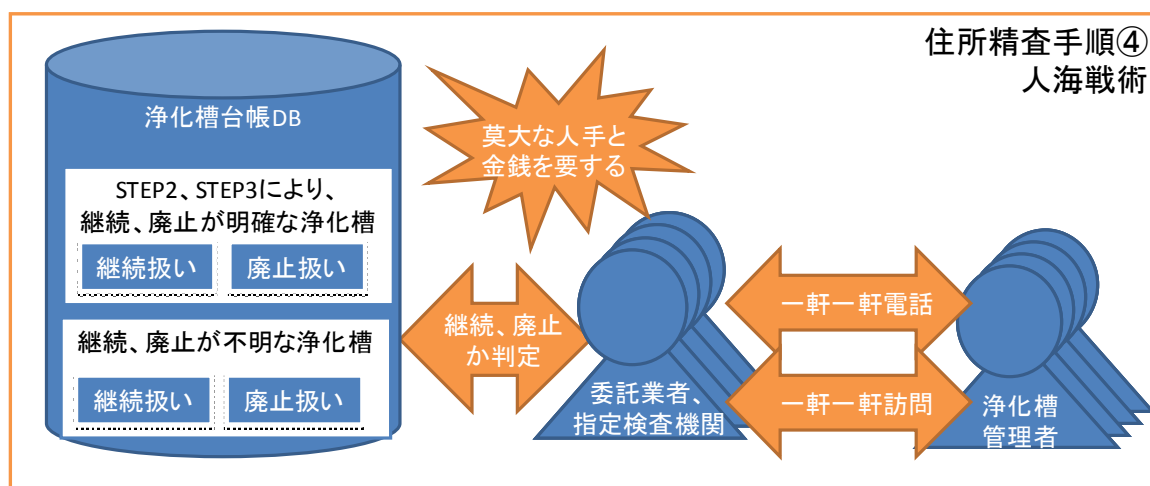 住所精査手順④
人海戦術
浄化槽台帳DB
莫大な人手と
金銭を要する
STEP2、STEP3により、
継続、廃止が明確な浄化槽
継続扱い
廃止扱い
継続、廃止が不明な浄化槽
継続扱い
廃止扱い
継続、廃止
か判定
委託業者、
指定検査機関
一軒一軒電話
一軒一軒訪問
浄化槽
管理者